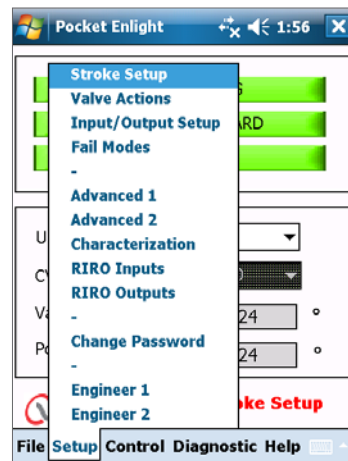 Pocket Enlight 1:56
Stroke Setup
Valve Actions
Input/Output Setup
ARD
Fail Modes
-
Advanced 1
Advanced 2
Characterization
RIRO Inputs
RIRO Outputs
-
24 °
Change Password
24 °
-
Engineer 1
Engineer 2
Setup
File Setup Control Diagnostic Help